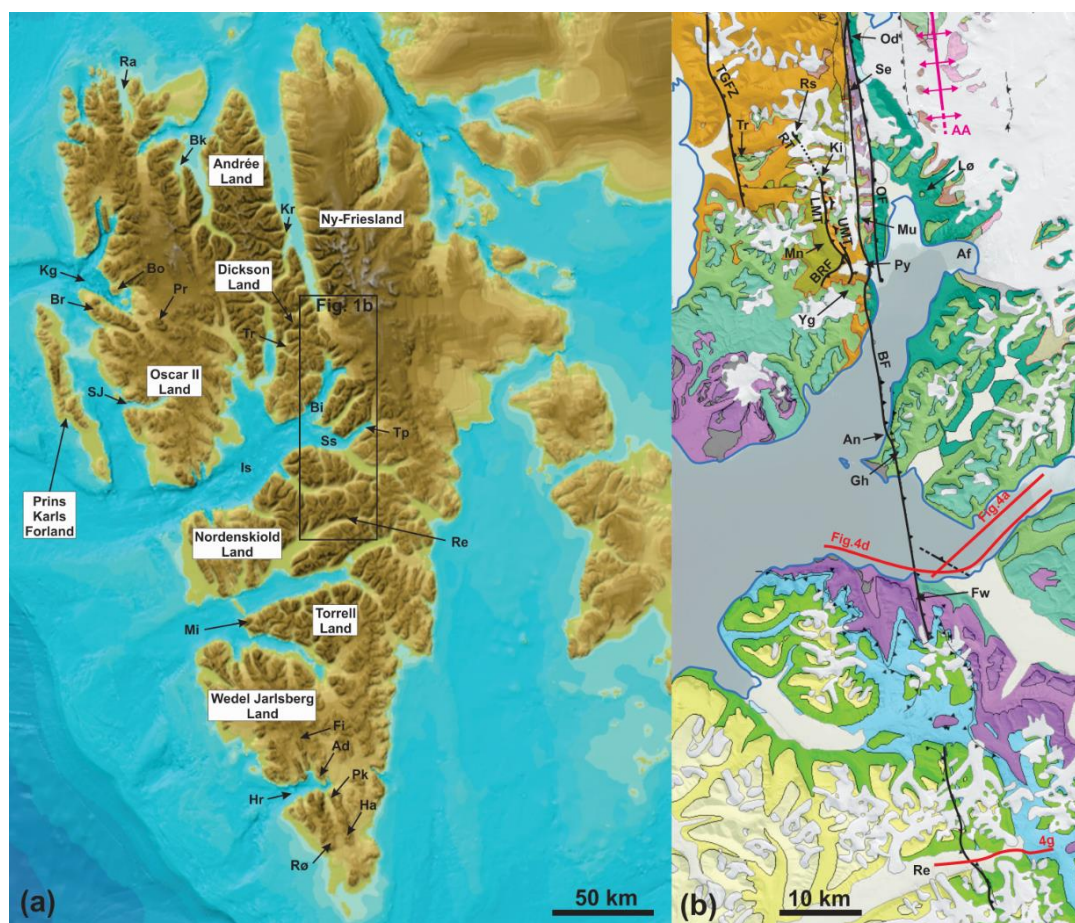 Ra
Bk
Andrée
Land
Kr
Ny-Friesland
Kg
Bo
Br
Pr
Dickson
Land
Fig. 1b
Tr
Oscar II
Land
SJ
Bi
Ss
Tp
Is
Prins
Karls
Forland
Nordenskiold
Land
Re
Torrell
Land
Mi
Wedel Jarlsberg
Land
Fi
Ad
Pk
Hr
Ha
Rø
(a)
50 km
Od
Se
TGFZ
Rs
AA
Tr
RT
Ki
Lø
OF
LMT
UMT
Mu
Mn
Af
BRF
Py
Yg
BF
An
Gh
Fig.4a
Fig.4d
Fw
4g
Re
(b)
10 km